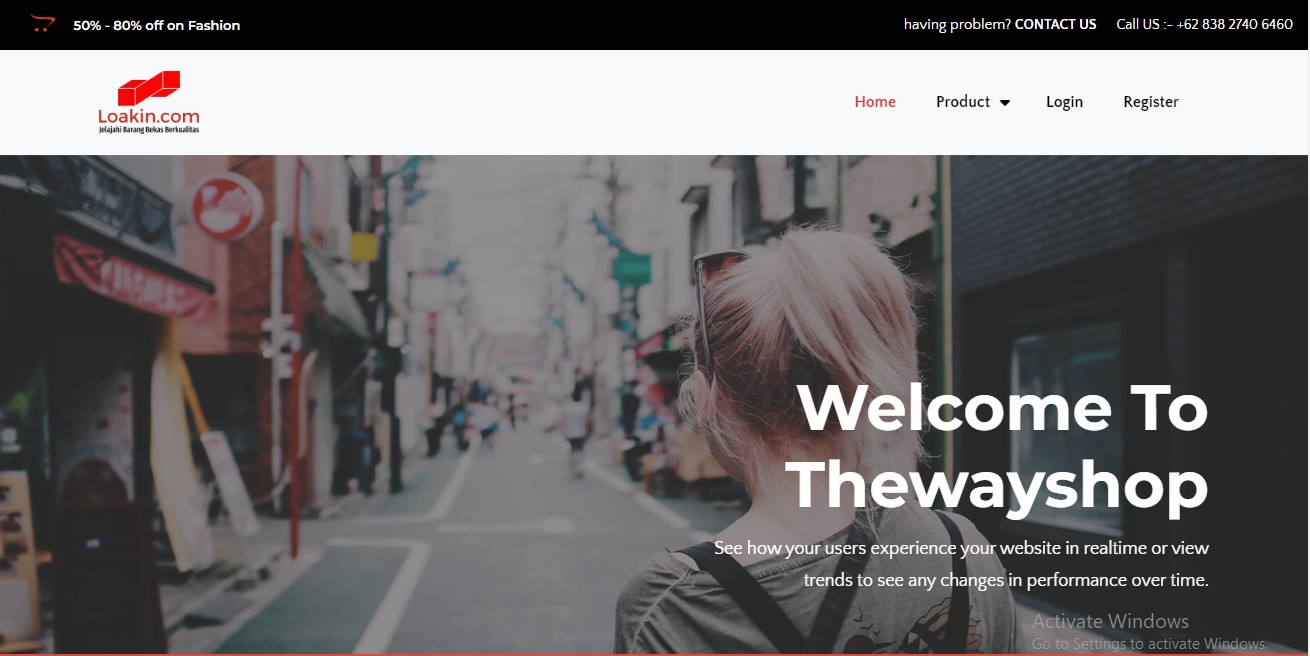 50% - 80% off on Fashion
having problem? CONTACT US
Call US :- +62 838 2740 6460
Loakin.com
Jelajahi Barang Bekas Berkualitas
Home
Product
Login
Register
Welcome To
Thewayshop
See how your users experience your website in realtime or view
trends to see any changes in performance over time.
Activate Windows
Go to Settings to activate Windows.